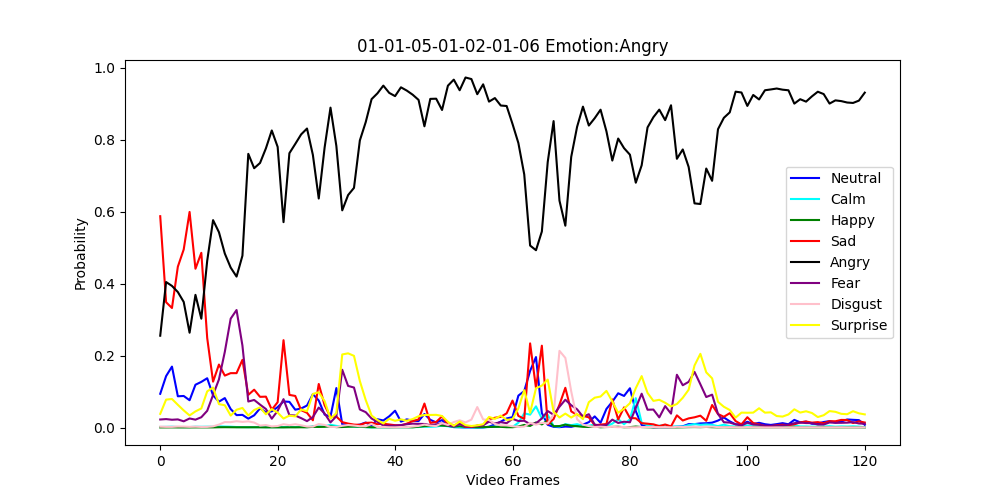 01-01-05-01-02-01-06 Emotion:Angry
Probability
1.0
0.8
0.6
0.4
0.2
0.0
0
20
40
60
80
100
120
Video Frames
Neutral
Calm
Happy
Sad
Angry
Fear
Disgust
Surprise